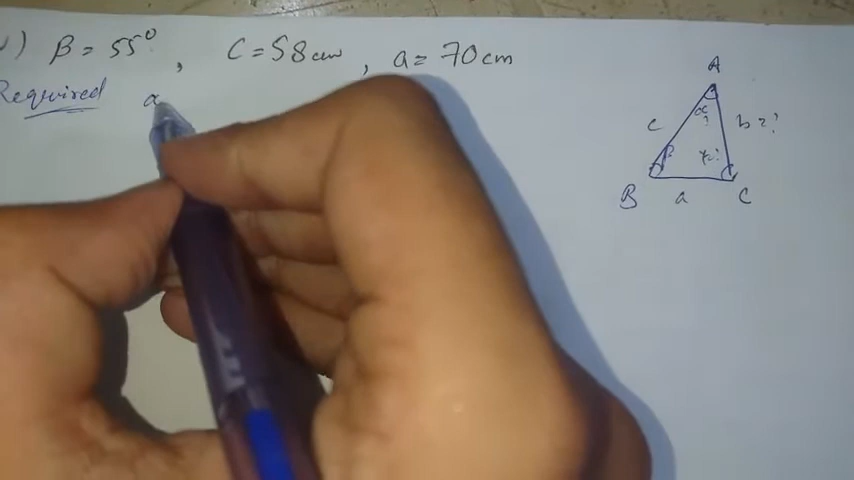 ) β = 55°, C = 58 cm, a = 70 cm
Required α
A
α ?
c b = ?
β γ = ?
B a C